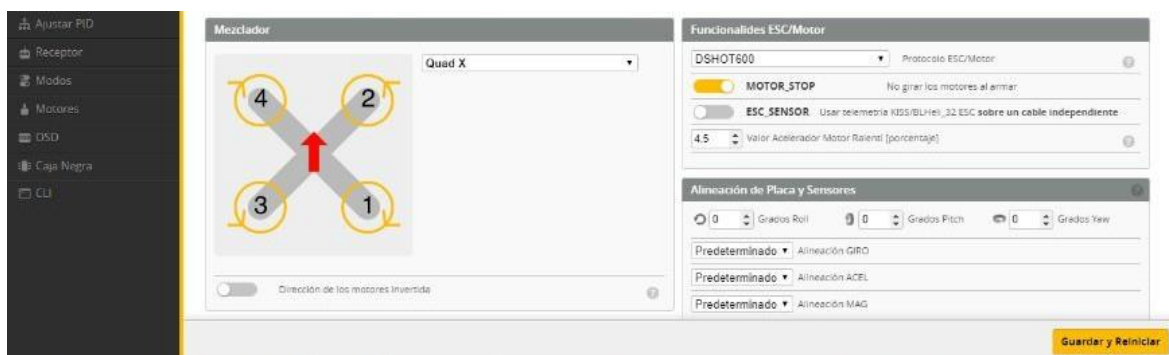 Ajustar PID
Receptor
Modos
Motores
OSD
Caja Negra
CLI
Mezclador
Quad X
4
2
3
1
Dirección de los motores invertida
Funcionalides ESC/Motor
DSHOT600
Protocolo ESC/Motor
MOTOR_STOP No girar los motores al armar
ESC_SENSOR Usar telemetría KISS/BLHeli_32 ESC sobre un cable independiente
4.5 Valor Acelerador Motor Ralentí [porcentaje]
Alineación de Placa y Sensores
0 Grados Roll 0 Grados Pitch 0 Grados Yaw
Predeterminado Alineación GIRO
Predeterminado Alineación ACEL
Predeterminado Alineación MAG
Guardar y Reiniciar